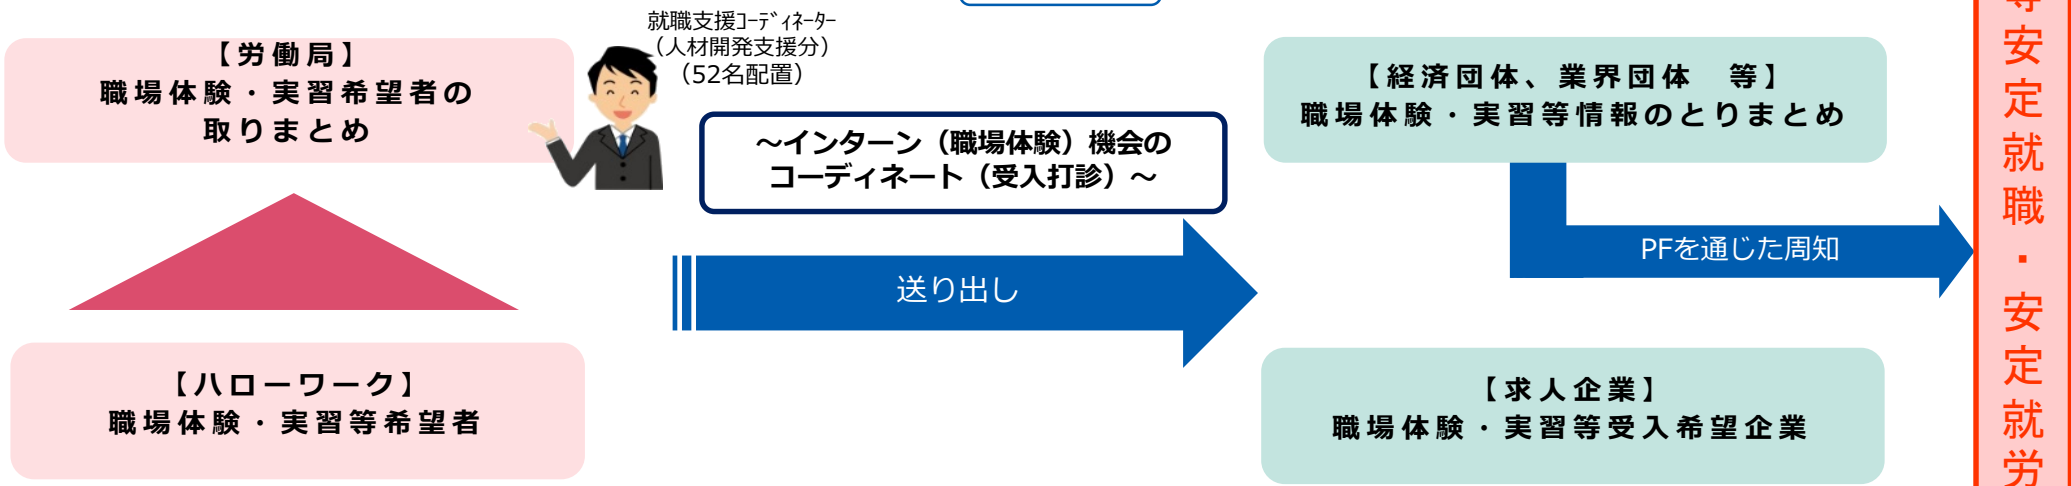 就職支援ｺｰﾃﾞｨﾈｰﾀｰ
（人材開発支援分）
（52名配置）
【労働局】
職場体験・実習希望者の
取りまとめ
～インターン（職場体験）機会の
コーディネート（受入打診）～
【経済団体、業界団体　等】
職場体験・実習等情報のとりまとめ
送り出し
PFを通じた周知
【ハローワーク】
職場体験・実習等希望者
【求人企業】
職場体験・実習等受入希望企業
安定就職・安定就労